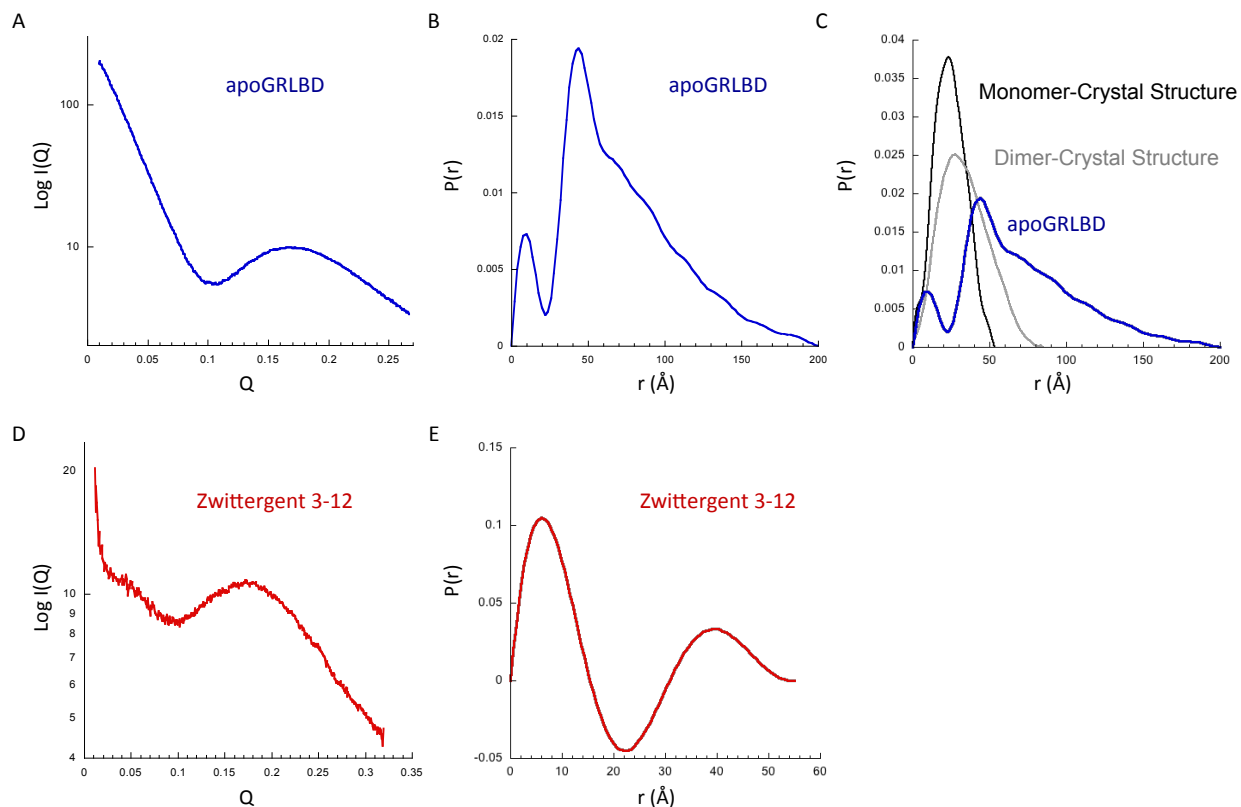 A
Log I(Q)
100
10
apoGRLBD
0
0.05
0.1
0.15
0.2
0.25
Q
B
P(r)
0.02
0.015
0.01
0.005
0
apoGRLBD
0
50
100
150
200
r (Å)
C
P(r)
0.04
0.035
0.03
0.025
0.02
0.015
0.01
0.005
0
Monomer-Crystal Structure
Dimer-Crystal Structure
apoGRLBD
0
50
100
150
200
r (Å)
D
Log I(Q)
20
10
9
8
7
6
5
4
Zwittergent 3-12
0
0.05
0.1
0.15
0.2
0.25
0.3
0.35
Q
E
P(r)
0.15
0.1
0.05
0
-0.05
Zwittergent 3-12
0
10
20
30
40
50
60
r (Å)